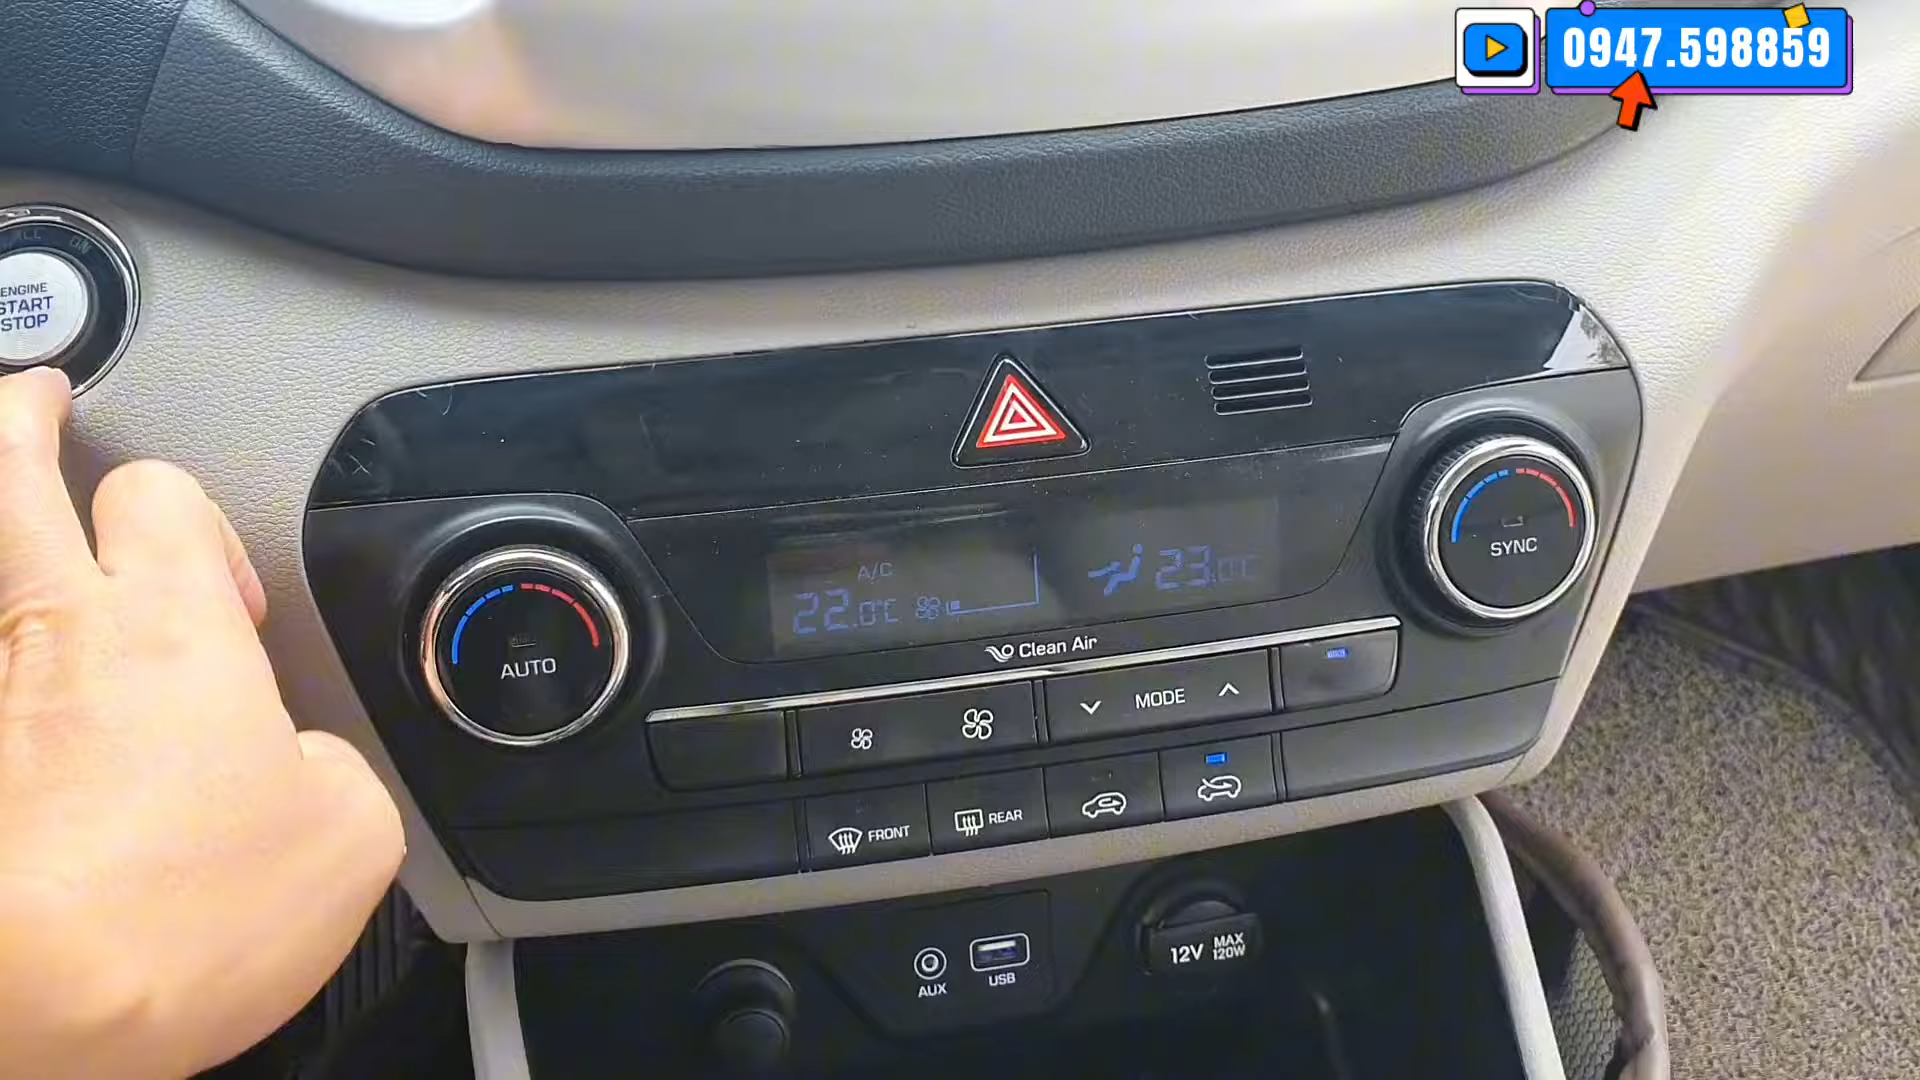 0947.598859
ON
ENGINE
START
STOP
A/C
22.0°C
23.0°C
Clean Air
AUTO
SYNC
MODE
FRONT
REAR
AUX
USB
12V
MAX
120W